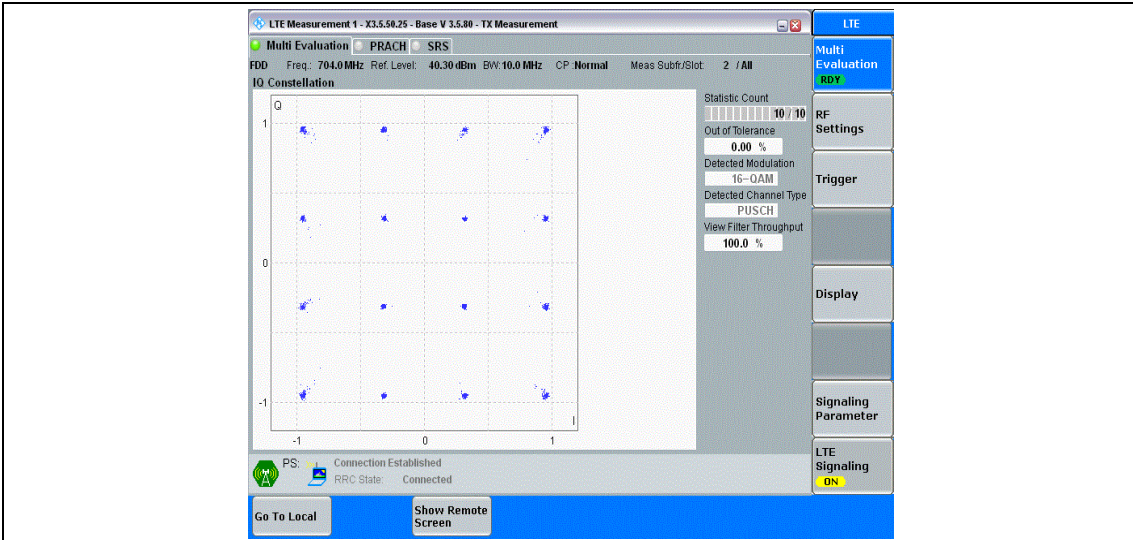 LTE Measurement 1 - X3.5.50.25 - Base V 3.5.80 - TX Measurement
LTE
Multi Evaluation PRACH SRS
Multi
Evaluation
RDY
FDD Freq.: 704.0 MHz Ref. Level: 40.30 dBm BW: 10.0 MHz CP :Normal Meas Subfr./Slot: 2 / All
IQ Constellation
Q
1
0
-1
-1
0
1
I
Statistic Count
10 / 10
Out of Tolerance
0.00 %
Detected Modulation
16-QAM
Detected Channel Type
PUSCH
View Filter Throughput
100.0 %
RF
Settings
Trigger
Display
Signaling
Parameter
LTE
Signaling
ON
PS: Connection Established
RRC State: Connected
Go To Local
Show Remote
Screen